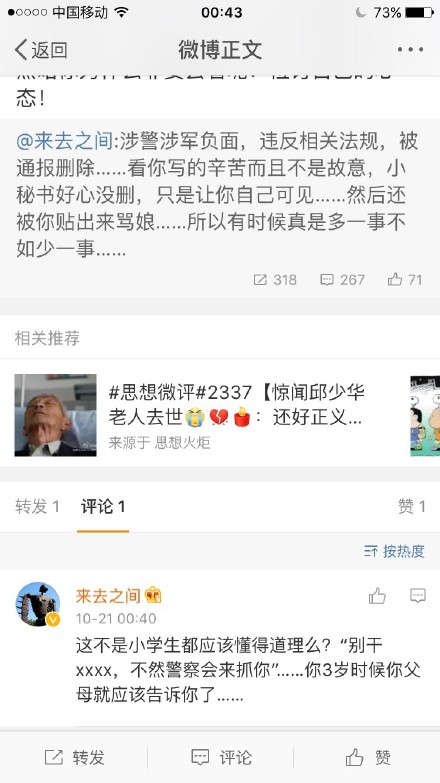 中国移动
00:43
73%
返回
微博正文
态！
@来去之间:涉警涉军负面，违反相关法规，被
通报删除……看你写的辛苦而且不是故意，小
秘书好心没删，只是让你自己可见……然后还
被你贴出来骂娘……所以有时候真是多一事不
如少一事……
318 267 71
相关推荐
#思想微评#2337【惊闻邱少华
老人去世😭💔🕯：还好正义...
来源于 思想火炬
转发 1 评论 1 赞 1
按热度
来去之间
10-21 00:40
这不是小学生都应该懂得道理么？“别干
xxxx，不然警察会来抓你”……你3岁时候你父
母就应该告诉你了……
转发 评论 赞